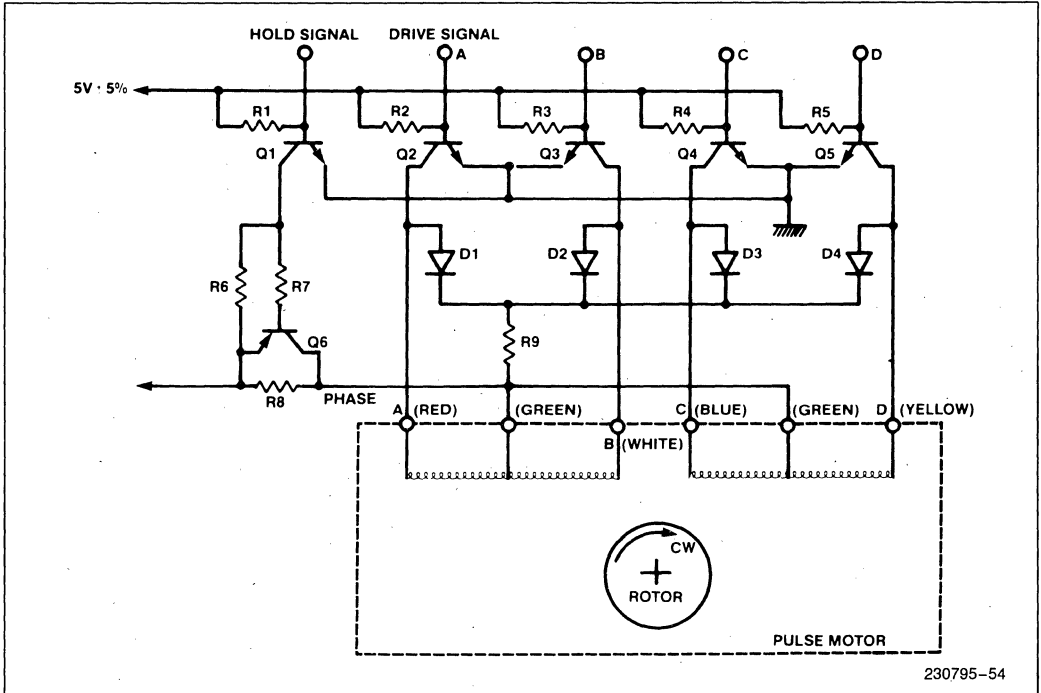 HOLD SIGNAL DRIVE SIGNAL
A B C D
5V · 5%
R1 R2 R3 R4 R5
Q1 Q2 Q3 Q4 Q5
D1 D2 D3 D4
R6 R7
R9
Q6
R8 PHASE
A (RED) (GREEN) C (BLUE) (GREEN) D (YELLOW)
B (WHITE)
CW
ROTOR
PULSE MOTOR
230795–54